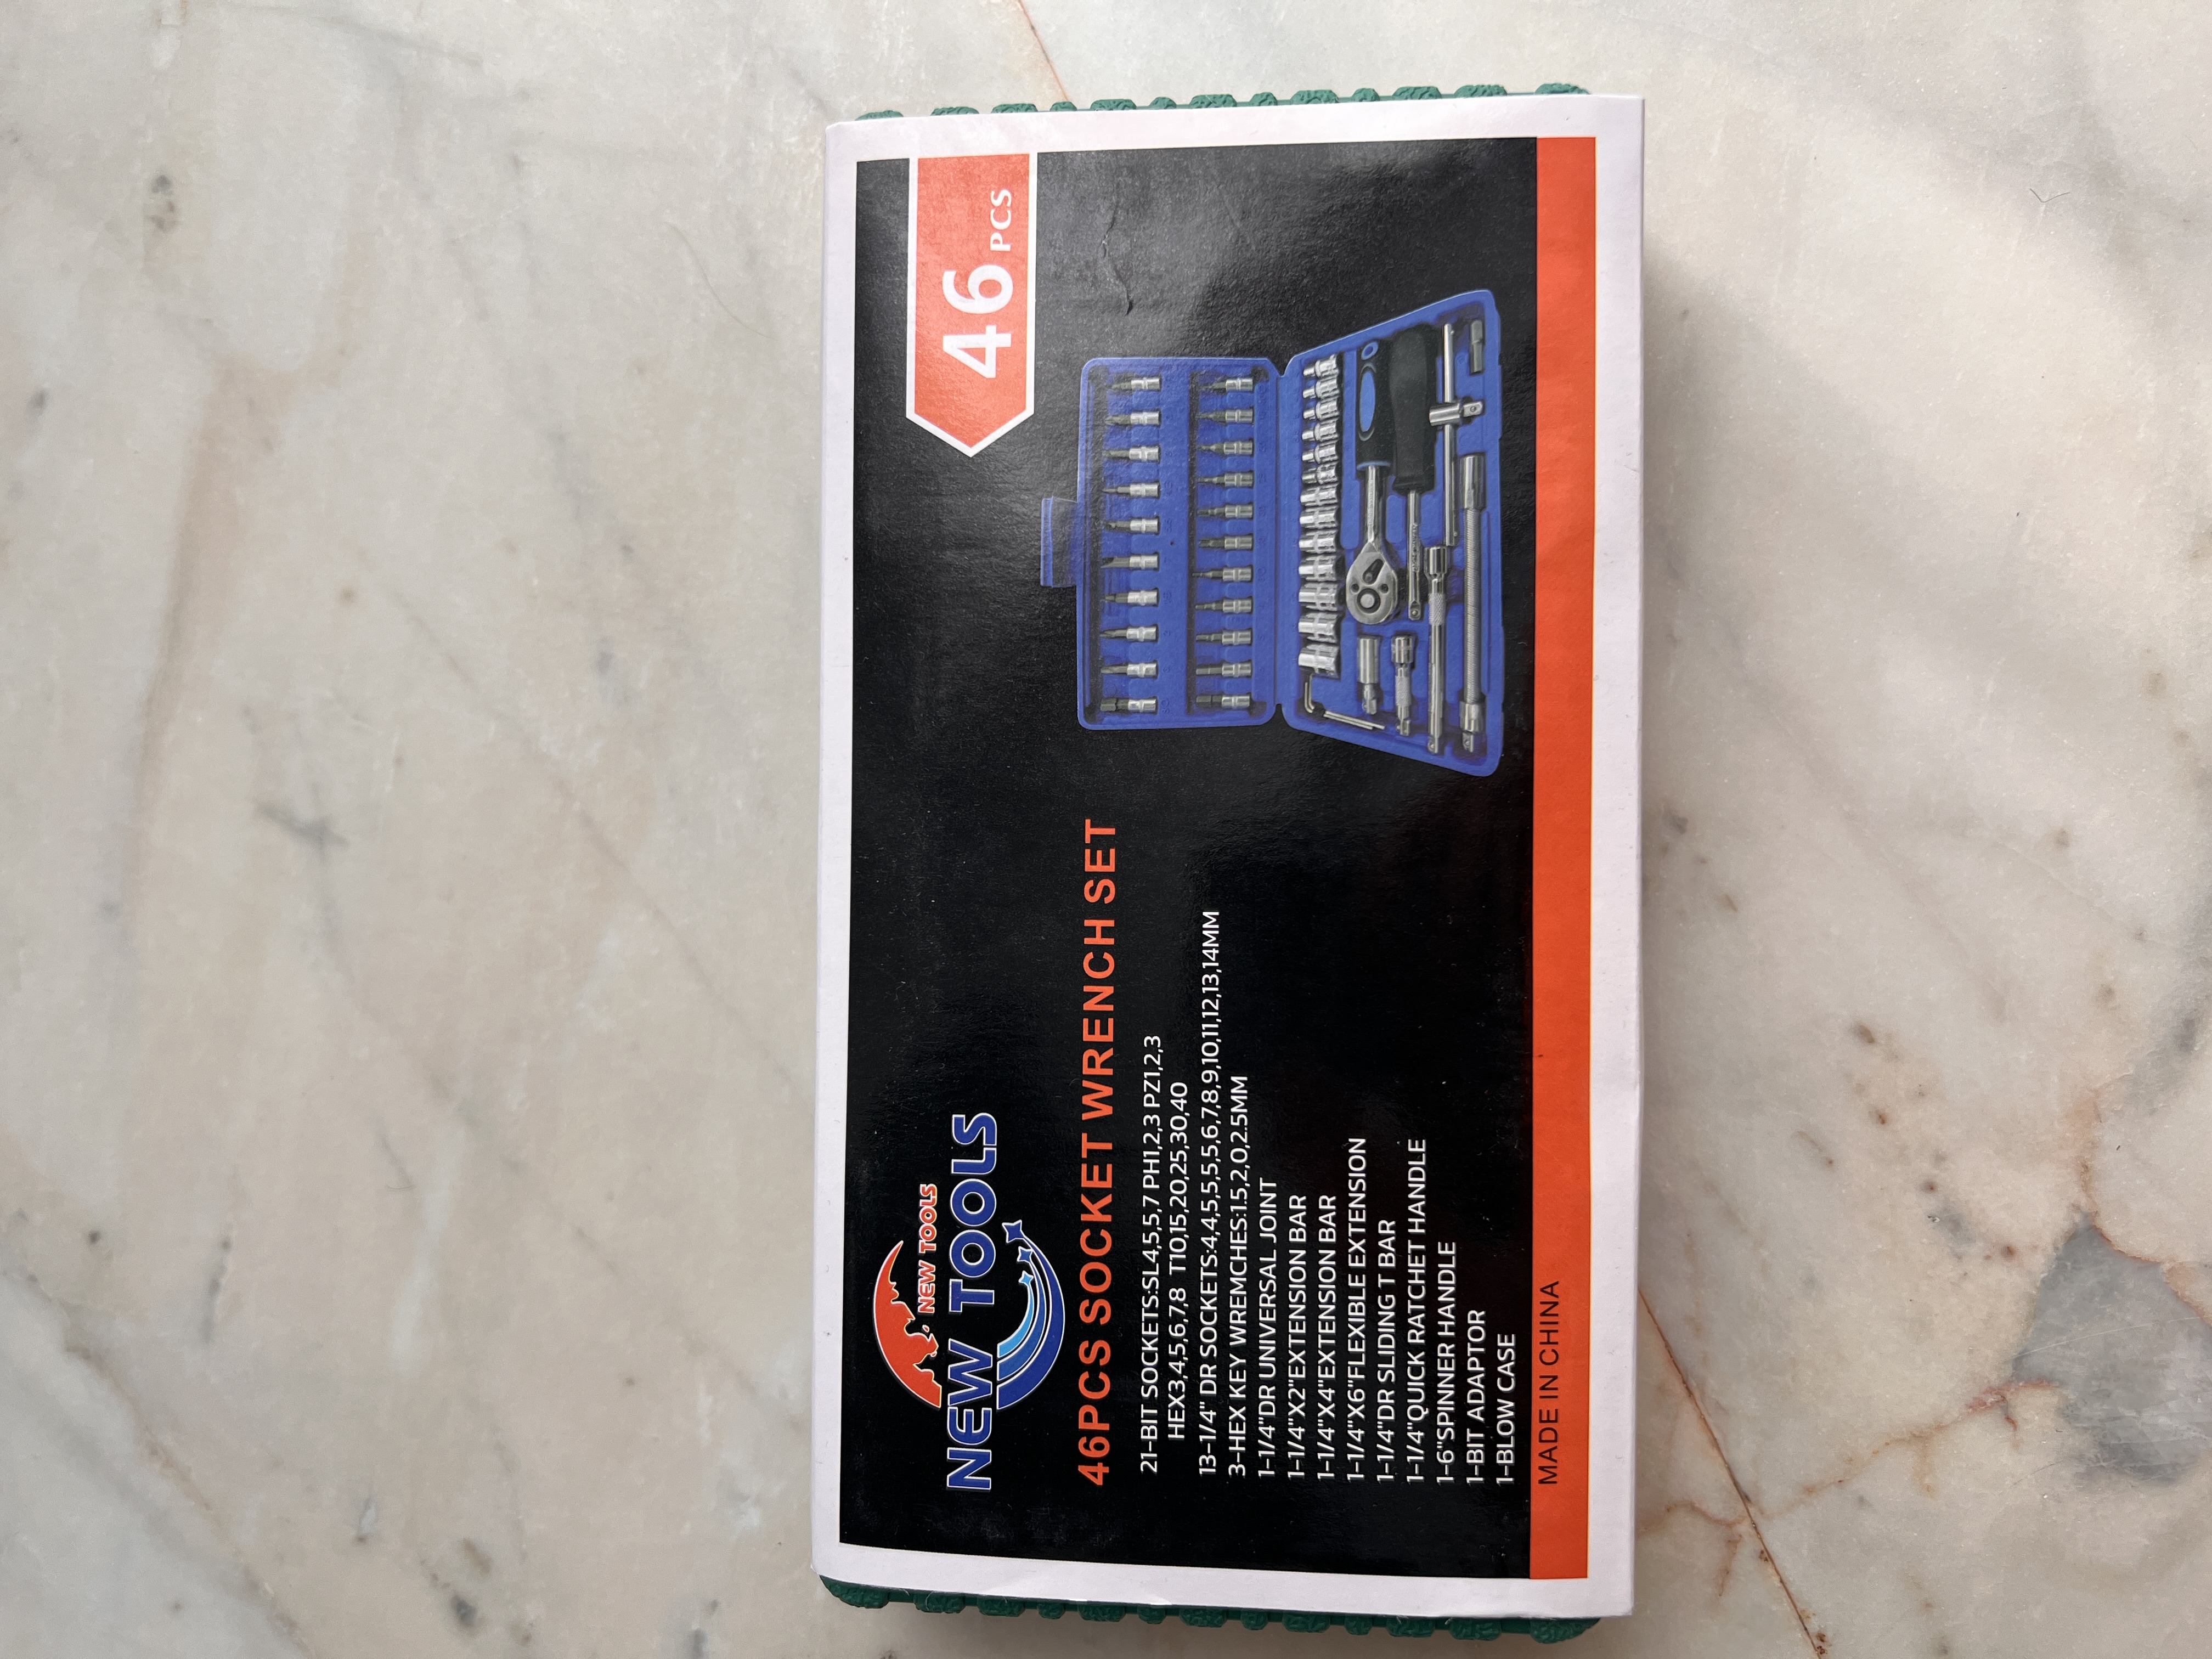 NEW TOOLS
NEW TOOLS
46 PCS
46PCS SOCKET WRENCH SET
21-BIT SOCKETS:SL4,5.5,7 PH1,2,3 PZ1,2,3
HEX3,4,5,6,7,8 T10,15,20,25,30,40
13-1/4" DR SOCKETS:4,4.5,5,5.5,6,7,8,9,10,11,12,13,14MM
3-HEX KEY WREMCHES:1.5,2.0,2.5MM
1-1/4"DR UNIVERSAL JOINT
1-1/4"X2"EXTENSION BAR
1-1/4"X4"EXTENSION BAR
1-1/4"X6"FLEXIBLE EXTENSION
1-1/4"DR SLIDING T BAR
1-1/4"QUICK RATCHET HANDLE
1-6"SPINNER HANDLE
1-BIT ADAPTOR
1-BLOW CASE
MADE IN CHINA